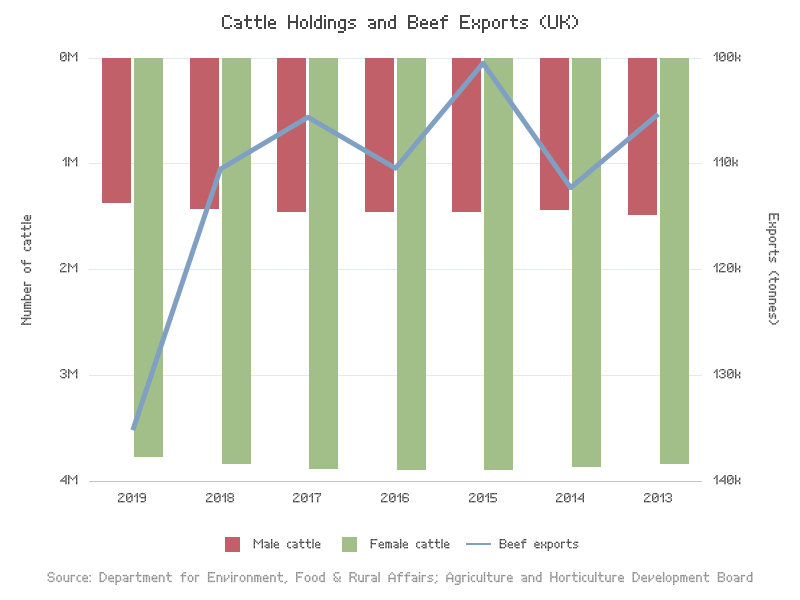 Cattle Holdings and Beef Exports (UK)
0M
1M
2M
3M
4M
Number of cattle
100k
110k
120k
130k
140k
Exports (tonnes)
2019 2018 2017 2016 2015 2014 2013
Male cattle Female cattle Beef exports
Source: Department for Environment, Food & Rural Affairs; Agriculture and Horticulture Development Board